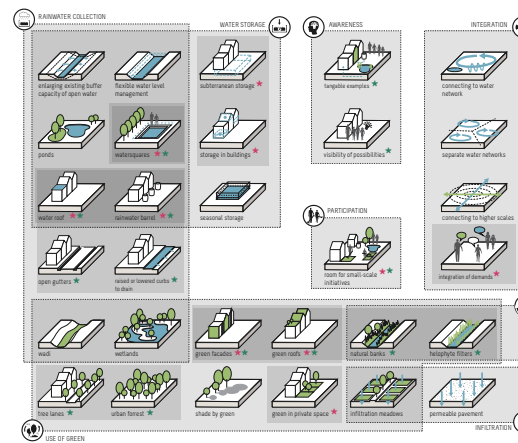 RAINWATER COLLECTION
WATER STORAGE
AWARENESS
INTEGRATION
enlarging existing buffer
capacity of open water
flexible water level
management
subterranean storage
tangible examples
connecting to water
network
ponds
watersquares
storage in buildings
visibility of possibilities
separate water networks
water roof
rainwater barrel
seasonal storage
PARTICIPATION
connecting to higher scales
open gutters
raised or lowered curbs
to drain
room for small-scale
initiatives
integration of demands
wadi
wetlands
green facades
green roofs
natural banks
helophyte filters
tree lanes
urban forest
shade by green
green in private space
infiltration meadows
permeable pavement
USE OF GREEN
INFILTRATION